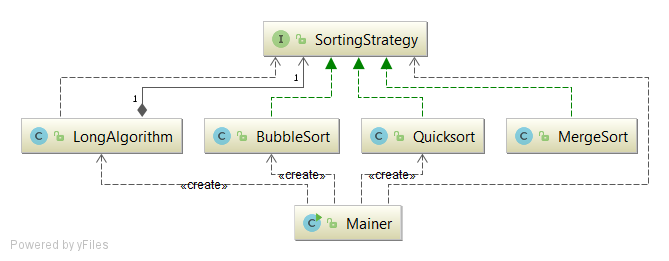 I SortingStrategy
1
1
C LongAlgorithm
C BubbleSort
C Quicksort
C MergeSort
«create»
«create»
«create»
C Mainer
Powered by yFiles